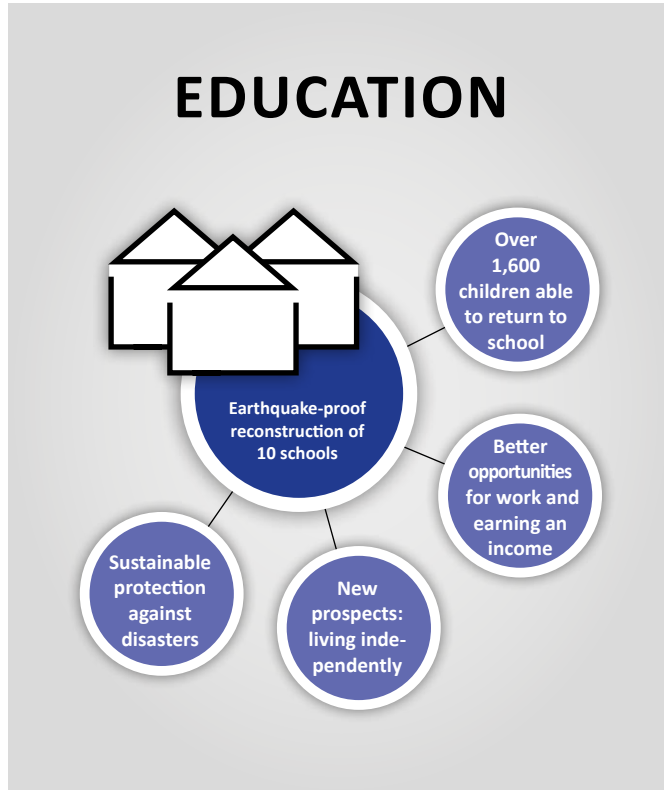 EDUCATION
Over
1,600
children able
to return to
school
Earthquake-proof
reconstruction of
10 schools
Better
opportunities
for work and
earning an
income
Sustainable
protection
against
disasters
New
prospects:
living inde-
pendently